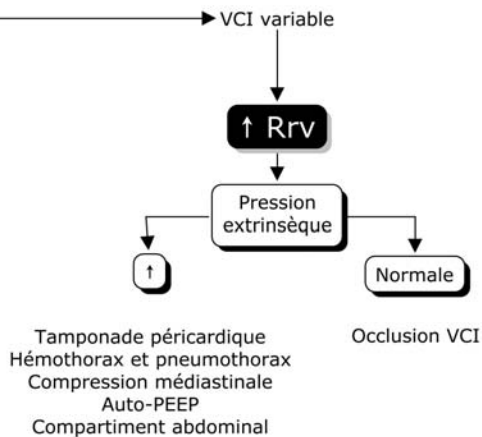 VCI variable
↑ Rrv
Pression
extrinsèque
↑
Normale
Tamponade péricardique
Hémothorax et pneumothorax
Compression médiastinale
Auto-PEEP
Compartiment abdominal
Occlusion VCI